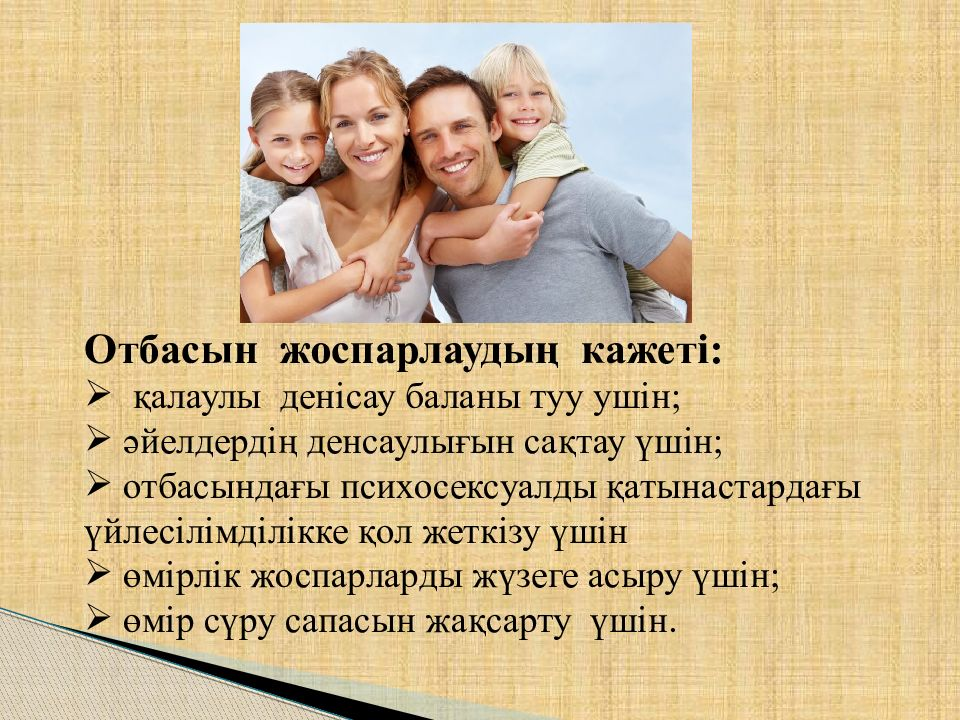 Отбасын жоспарлаудың кажеті:
➢ қалаулы денісау баланы туу ушін;
➢ әйелдердің денсаулығын сақтау үшін;
➢ отбасындағы психосексуалды қатынастардағы
үйлесілімділікке қол жеткізу үшін
➢ өмірлік жоспарларды жүзеге асыру үшін;
➢ өмір сүру сапасын жақсарту үшін.